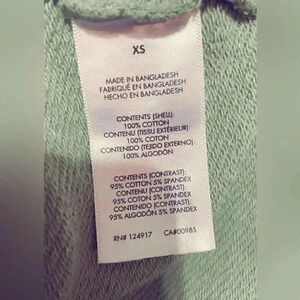 XS
MADE IN BANGLADESH
FABRIQUÉ EN BANGLADESH
HECHO EN BANGLADESH
CONTENTS (SHELL):
100% COTTON
CONTENU (TISSU EXTÉRIEUR):
100% COTON
CONTENIDO (TEJIDO EXTERNO):
100% ALGODÓN
CONTENTS (CONTRAST):
95% COTTON 5% SPANDEX
CONTENU (CONTRAST):
95% COTON 5% SPANDEX
CONTENIDO (CONTRAST):
95% ALGODÓN 5% SPANDEX
RN# 124917 CA#00985